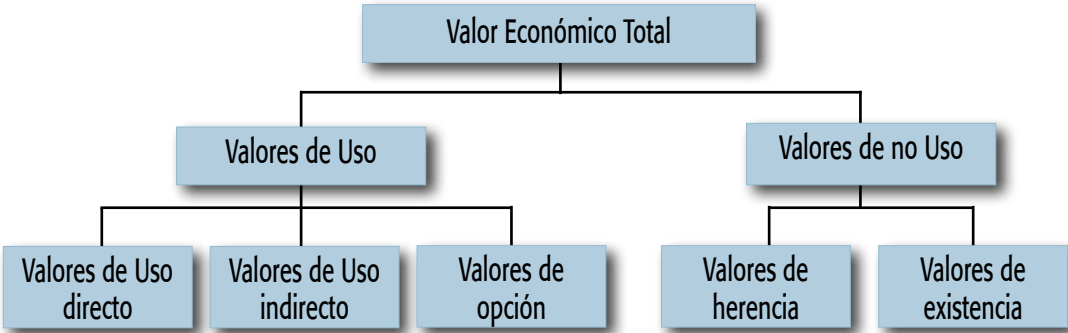 Valor Económico Total
Valores de Uso
Valores de no Uso
Valores de Uso
directo
Valores de Uso
indirecto
Valores de
opción
Valores de
herencia
Valores de
existencia